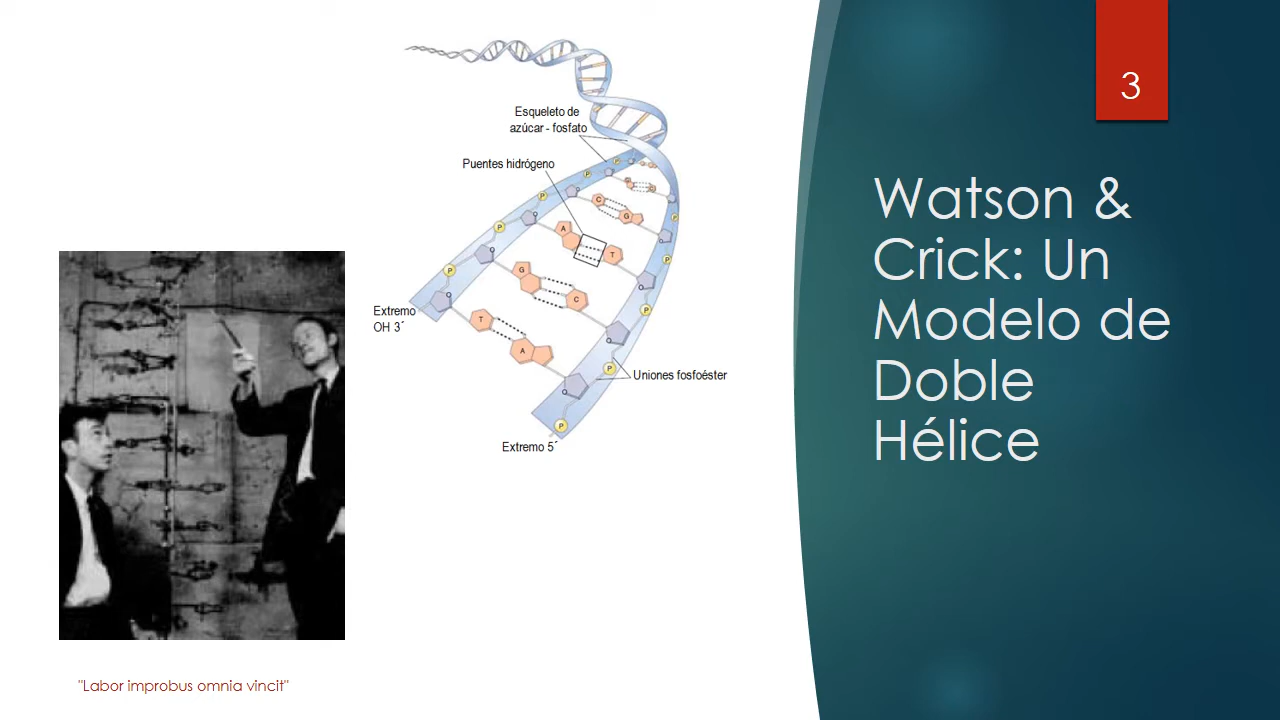 3
Watson &
Crick: Un
Modelo de
Doble
Hélice
Esqueleto de
azúcar - fosfato
Puentes hidrógeno
P
P
P
P
P
P
P
P
P
P
P
C
G
A
T
G
C
T
A
O
O
O
O
O
O
O
Extremo
OH 3´
Uniones fosfoéster
Extremo 5´
"Labor improbus omnia vincit"